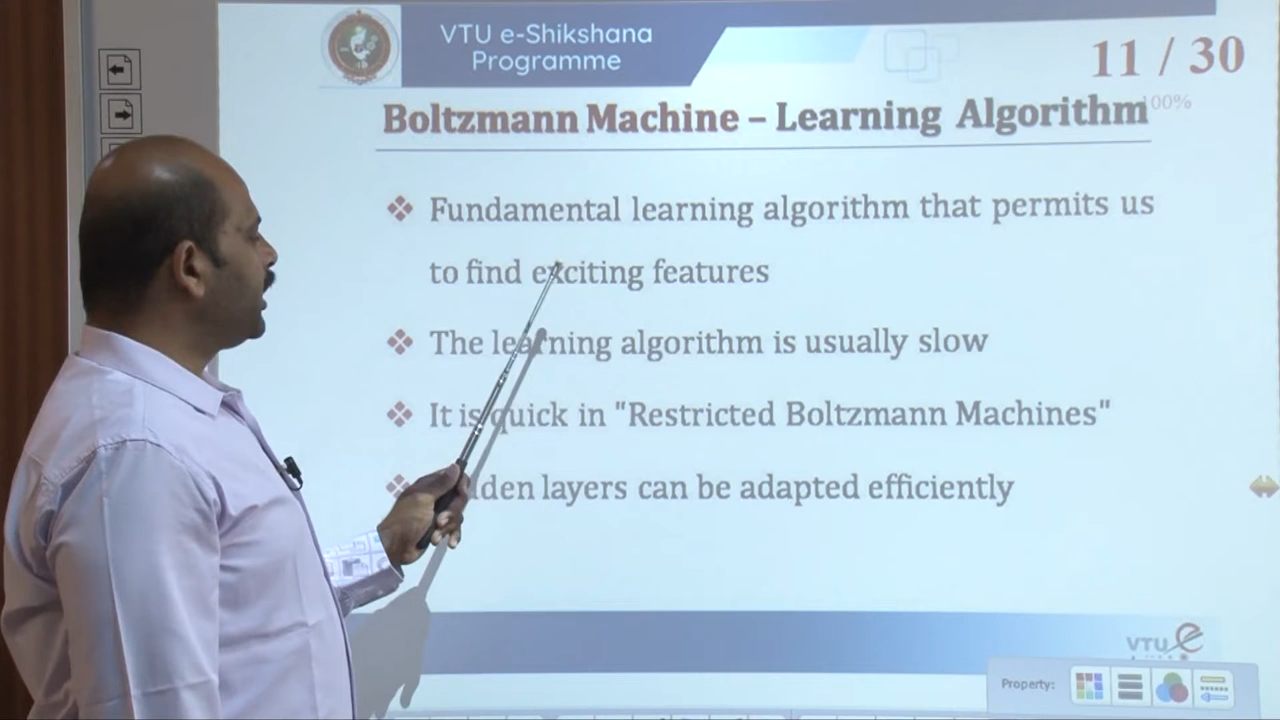 VTU e-Shikshana
Programme
11 / 30
100%
Boltzmann Machine – Learning Algorithm
Fundamental learning algorithm that permits us
to find exciting features
The learning algorithm is usually slow
It is quick in "Restricted Boltzmann Machines"
layers can be adapted efficiently
VTU e
Property: